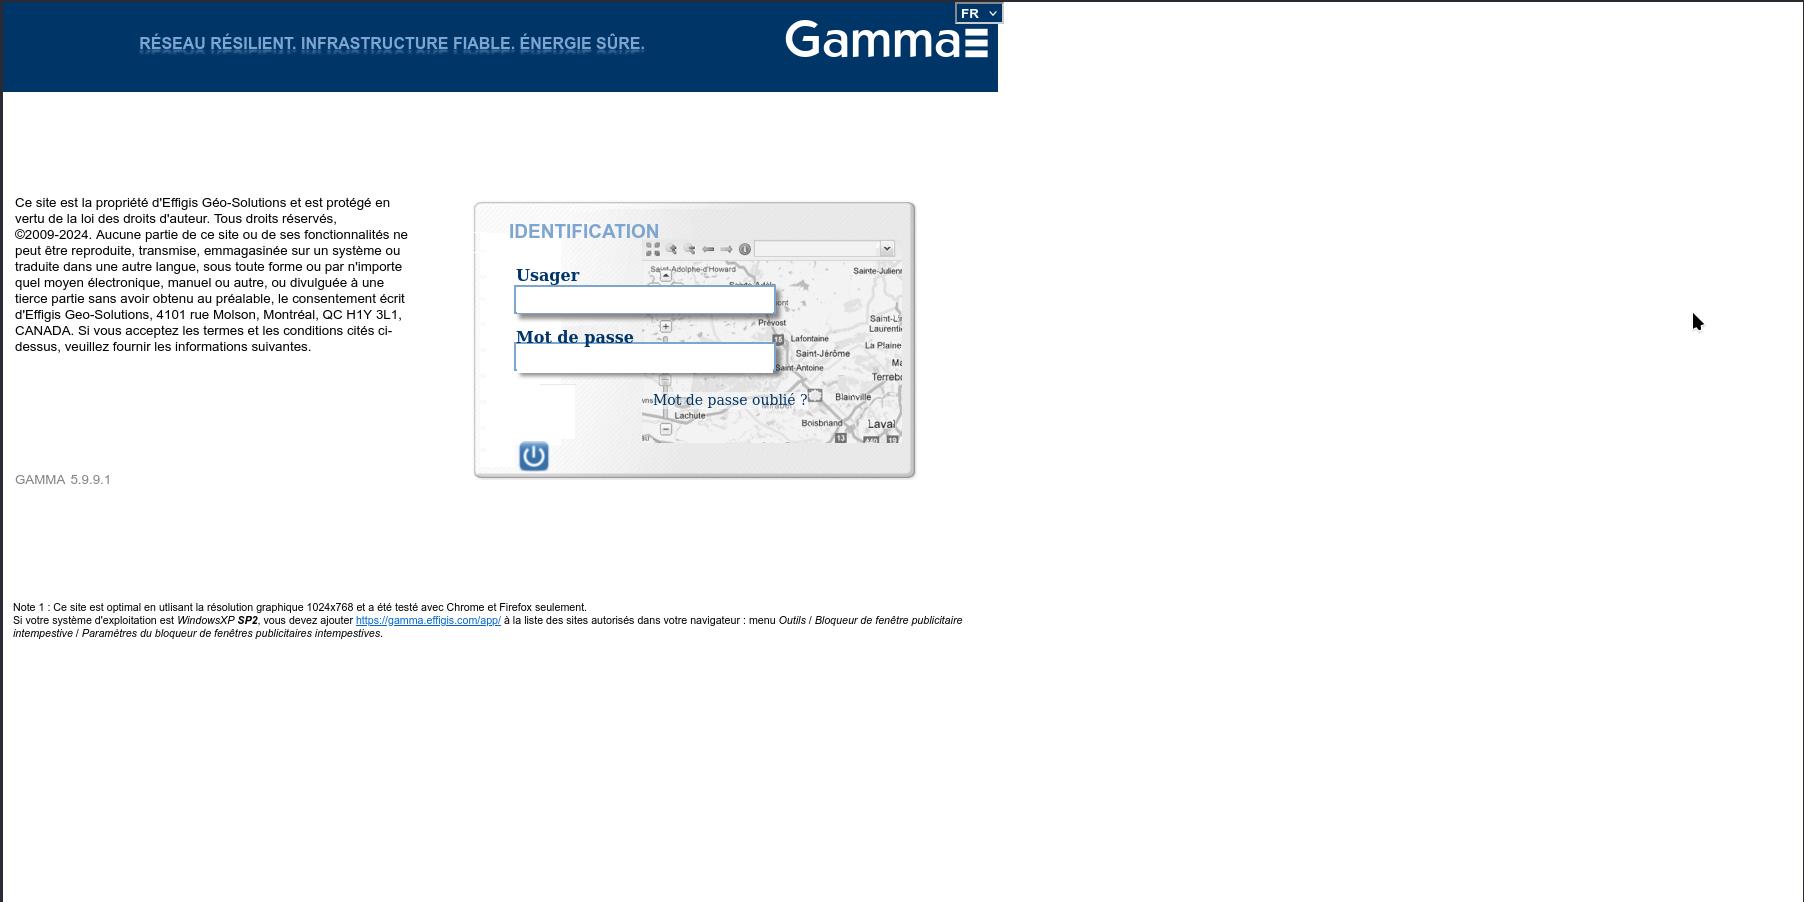 FR
RÉSEAU RÉSILIENT. INFRASTRUCTURE FIABLE. ÉNERGIE SÛRE.
Gamma
Ce site est la propriété d'Effigis Géo-Solutions et est protégé en
vertu de la loi des droits d'auteur. Tous droits réservés,
©2009-2024. Aucune partie de ce site ou de ses fonctionnalités ne
peut être reproduite, transmise, emmagasinée sur un système ou
traduite dans une autre langue, sous toute forme ou par n'importe
quel moyen électronique, manuel ou autre, ou divulguée à une
tierce partie sans avoir obtenu au préalable, le consentement écrit
d'Effigis Geo-Solutions, 4101 rue Molson, Montréal, QC H1Y 3L1,
CANADA. Si vous acceptez les termes et les conditions cités ci-
dessus, veuillez fournir les informations suivantes.
GAMMA 5.9.9.1
IDENTIFICATION
Usager
Mot de passe
Mot de passe oublié ?
Saint-Adolphe-d'Howard
Sainte-Julienn
Prévost
Saint-L
Laurenti
15
Lafontaine
La Plaine
Saint-Jérôme
Saint-Antoine
Ma
Terrebo
Blainville
Mirabel
Lachute
Boisbriand
Laval
13
440
19
Note 1 : Ce site est optimal en utlisant la résolution graphique 1024x768 et a été testé avec Chrome et Firefox seulement.
Si votre système d'exploitation est WindowsXP SP2, vous devez ajouter https://gamma.effigis.com/app/ à la liste des sites autorisés dans votre navigateur : menu Outils / Bloqueur de fenêtre publicitaire
intempestive / Paramètres du bloqueur de fenêtres publicitaires intempestives.